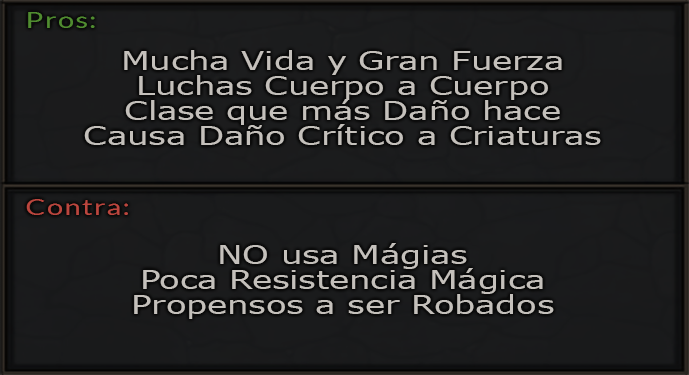 Pros:
Mucha Vida y Gran Fuerza
Luchas Cuerpo a Cuerpo
Clase que más Daño hace
Causa Daño Crítico a Criaturas
Contra:
NO usa Mágias
Poca Resistencia Mágica
Propensos a ser Robados